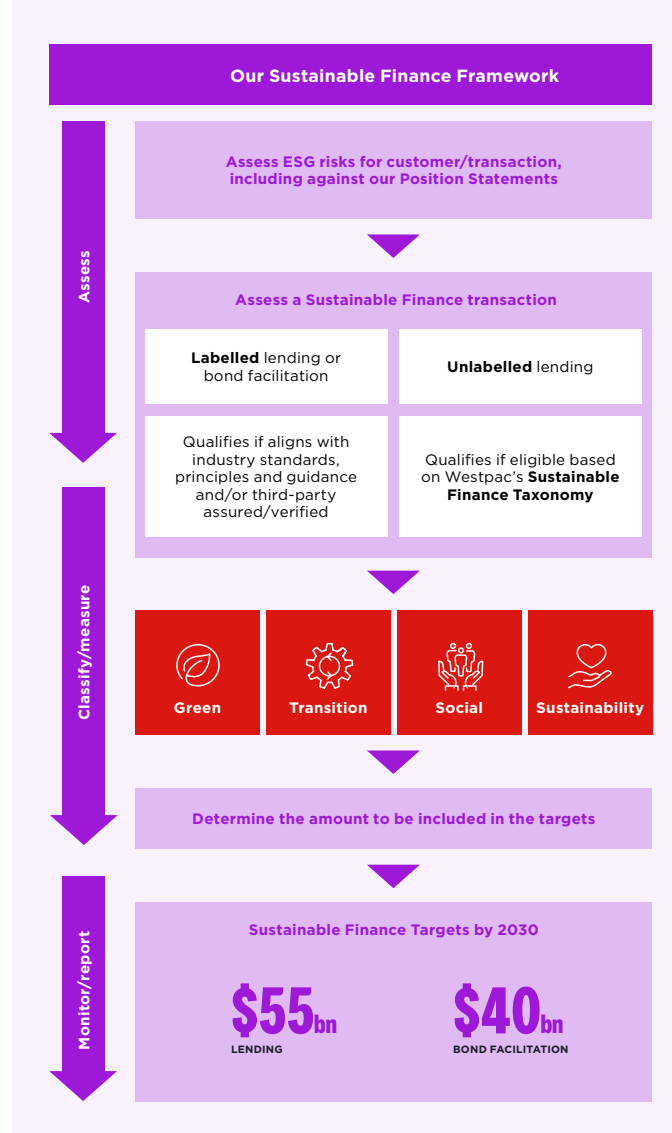 Our Sustainable Finance Framework
Assess
Assess ESG risks for customer/transaction,
including against our Position Statements
Assess a Sustainable Finance transaction
Labelled lending or
bond facilitation
Unlabelled lending
Qualifies if aligns with
industry standards,
principles and guidance
and/or third-party
assured/verified
Qualifies if eligible based
on Westpac's Sustainable
Finance Taxonomy
Classify/measure
Green
Transition
Social
Sustainability
Determine the amount to be included in the targets
Monitor/report
Sustainable Finance Targets by 2030
$55bn
LENDING
$40bn
BOND FACILITATION